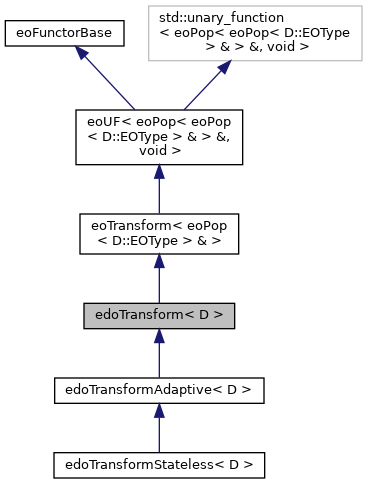 eoFunctorBase
std::unary_function
< eoPop< eoPop< D::EOType
> & > &, void >
eoUF< eoPop< eoPop
< D::EOType > & > &,
void >
eoTransform< eoPop
< D::EOType > & >
edoTransform< D >
edoTransformAdaptive< D >
edoTransformStateless< D >